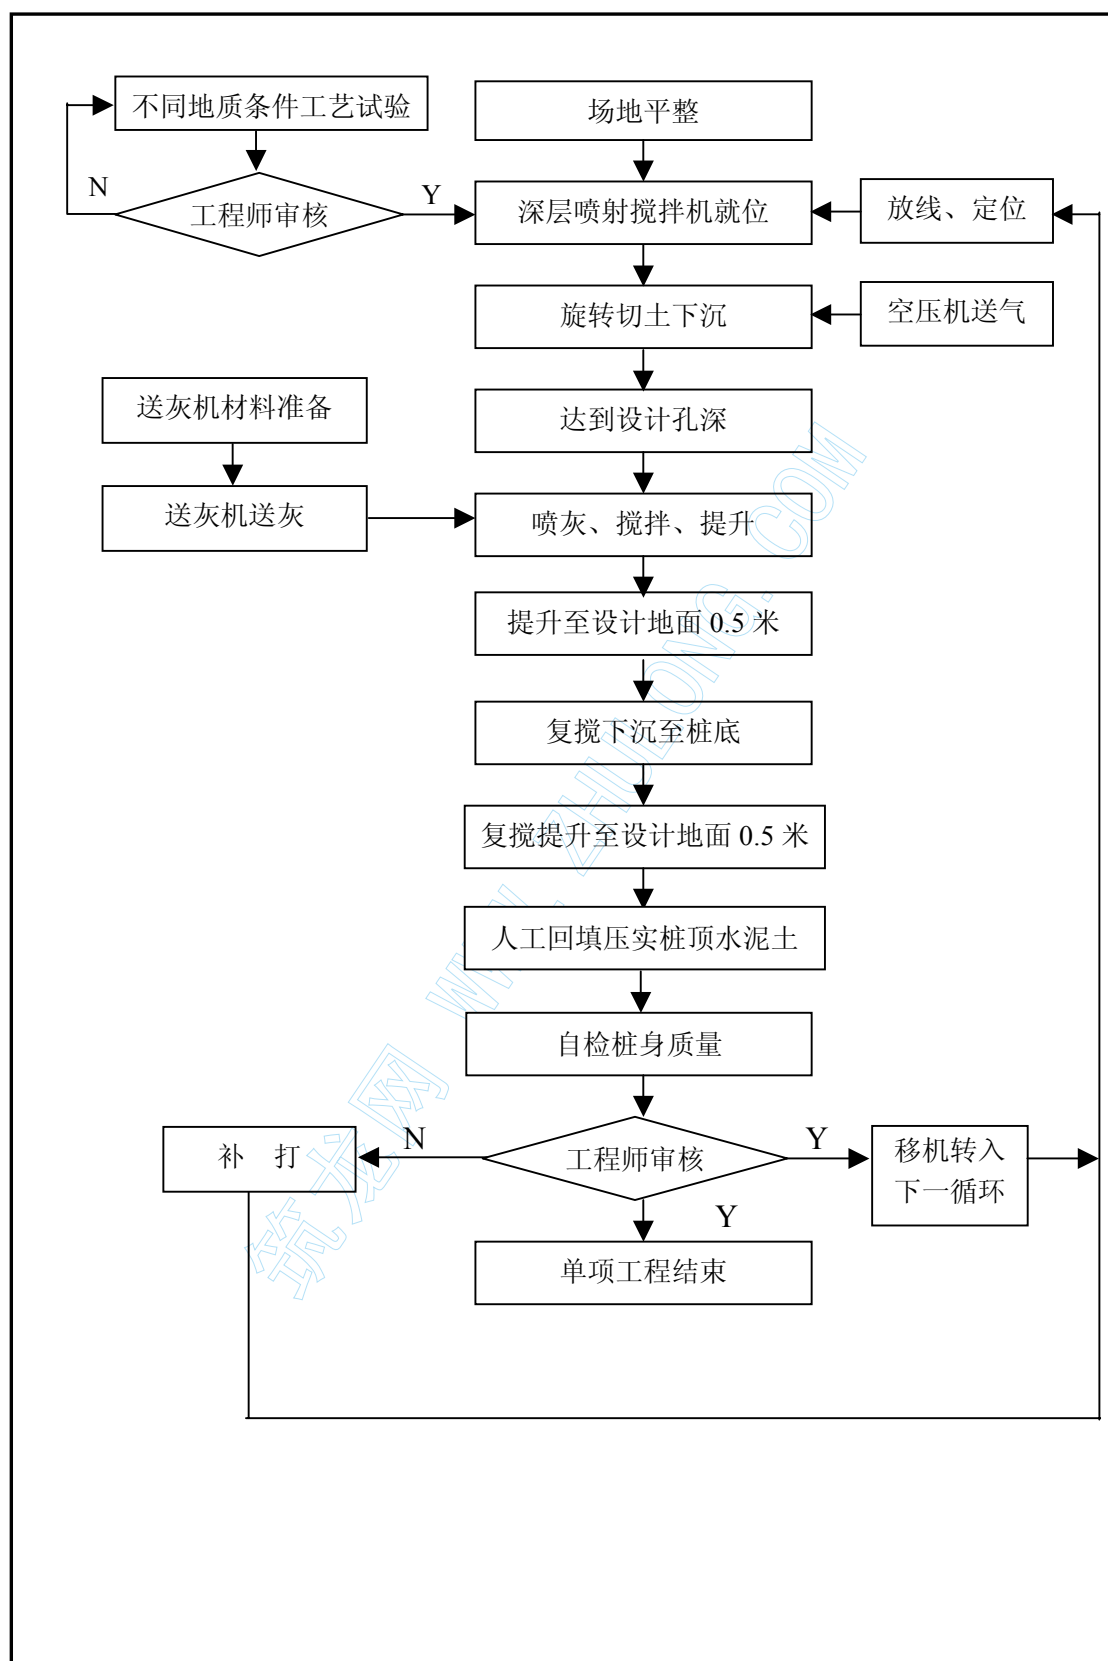 不同地质条件工艺试验
场地平整
N
Y
工程师审核
深层喷射搅拌机就位
放线、定位
旋转切土下沉
空压机送气
送灰机材料准备
达到设计孔深
送灰机送灰
喷灰、搅拌、提升
提升至设计地面 0.5 米
复搅下沉至桩底
复搅提升至设计地面 0.5 米
人工回填压实桩顶水泥土
自检桩身质量
补 打
N
工程师审核
Y
移机转入
下一循环
Y
单项工程结束
筑龙网 WWW.ZHULONG.COM